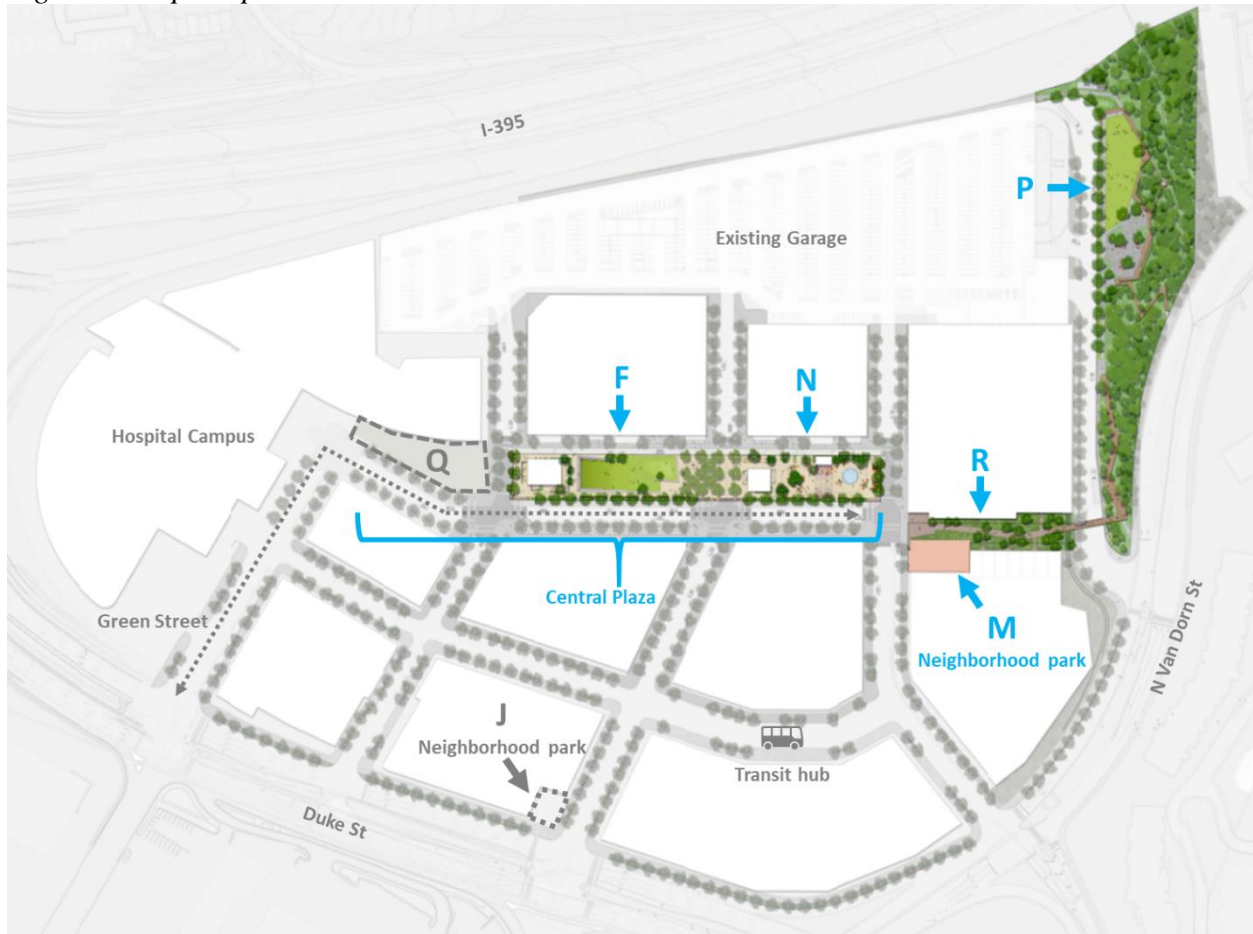 I-395
P
Existing Garage
F
N
Hospital Campus
Q
R
Central Plaza
Green Street
M
Neighborhood park
N Van Dorn St
J
Neighborhood park
Transit hub
Duke St